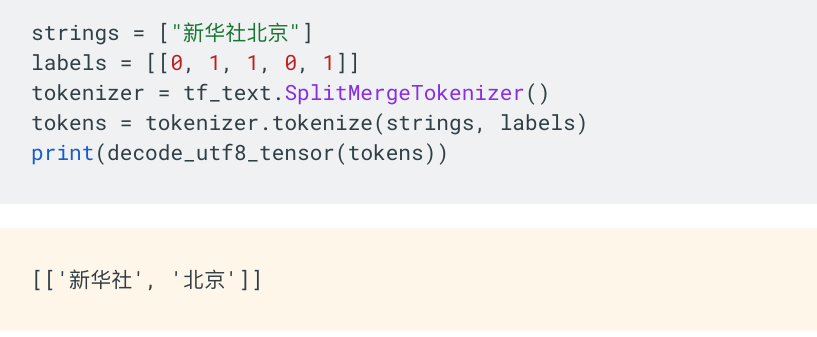 strings = ["新华社北京"]
labels = [[0, 1, 1, 0, 1]]
tokenizer = tf_text.SplitMergeTokenizer()
tokens = tokenizer.tokenize(strings, labels)
print(decode_utf8_tensor(tokens))
[['新华社', '北京']]